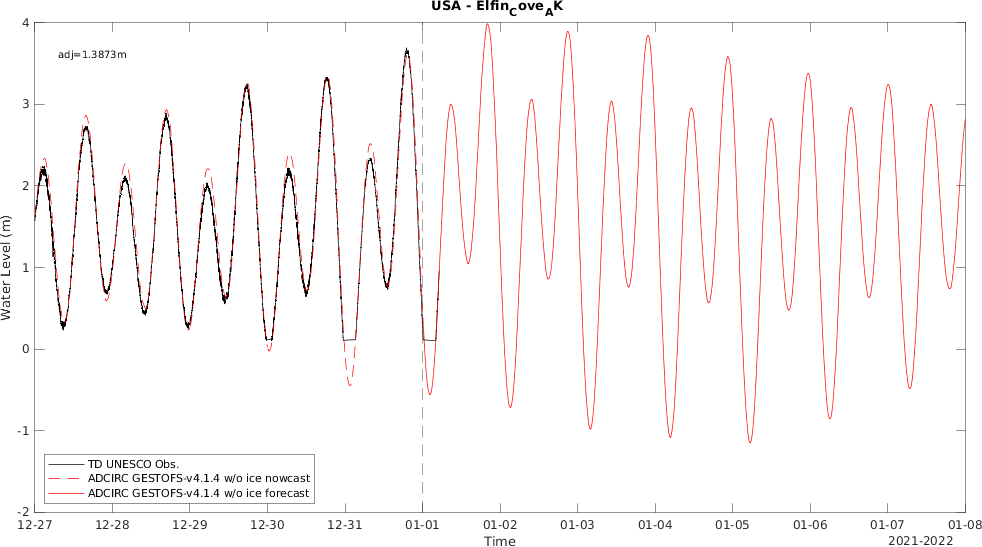 USA - ElfinCoveAK
4
adj=1.3873m
3
2
1
0
-1
-2
Water Level (m)
TD UNESCO Obs.
ADCIRC GESTOFS-v4.1.4 w/o ice nowcast
ADCIRC GESTOFS-v4.1.4 w/o ice forecast
12-27 12-28 12-29 12-30 12-31 01-01 01-02 01-03 01-04 01-05 01-06 01-07 01-08
Time
2021-2022